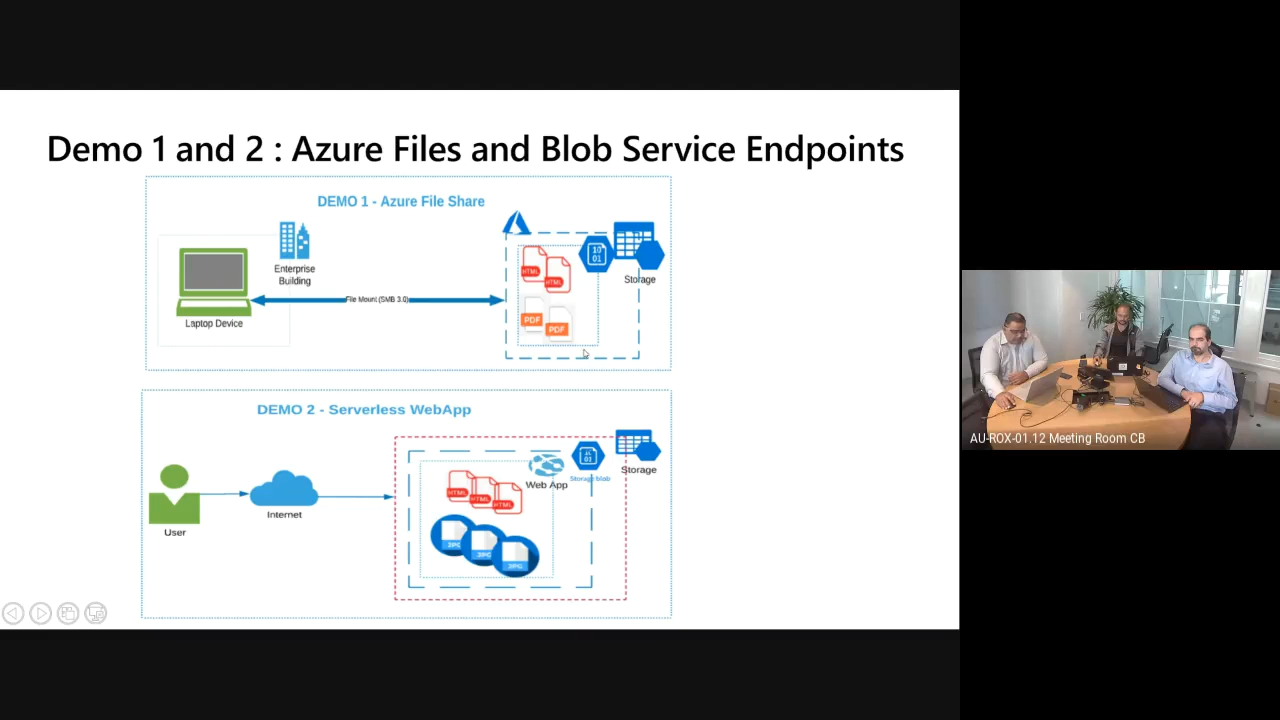 Demo 1 and 2 : Azure Files and Blob Service Endpoints
DEMO 1 - Azure File Share
Enterprise
Building
Laptop Device
File Mount (SMB 3.0)
10
01
HTML
HTML
PDF
PDF
Storage
DEMO 2 - Serverless WebApp
User
Internet
HTML
HTML
HTML
Web App
Storage blob
Storage
AU-ROX-01.12 Meeting Room CB